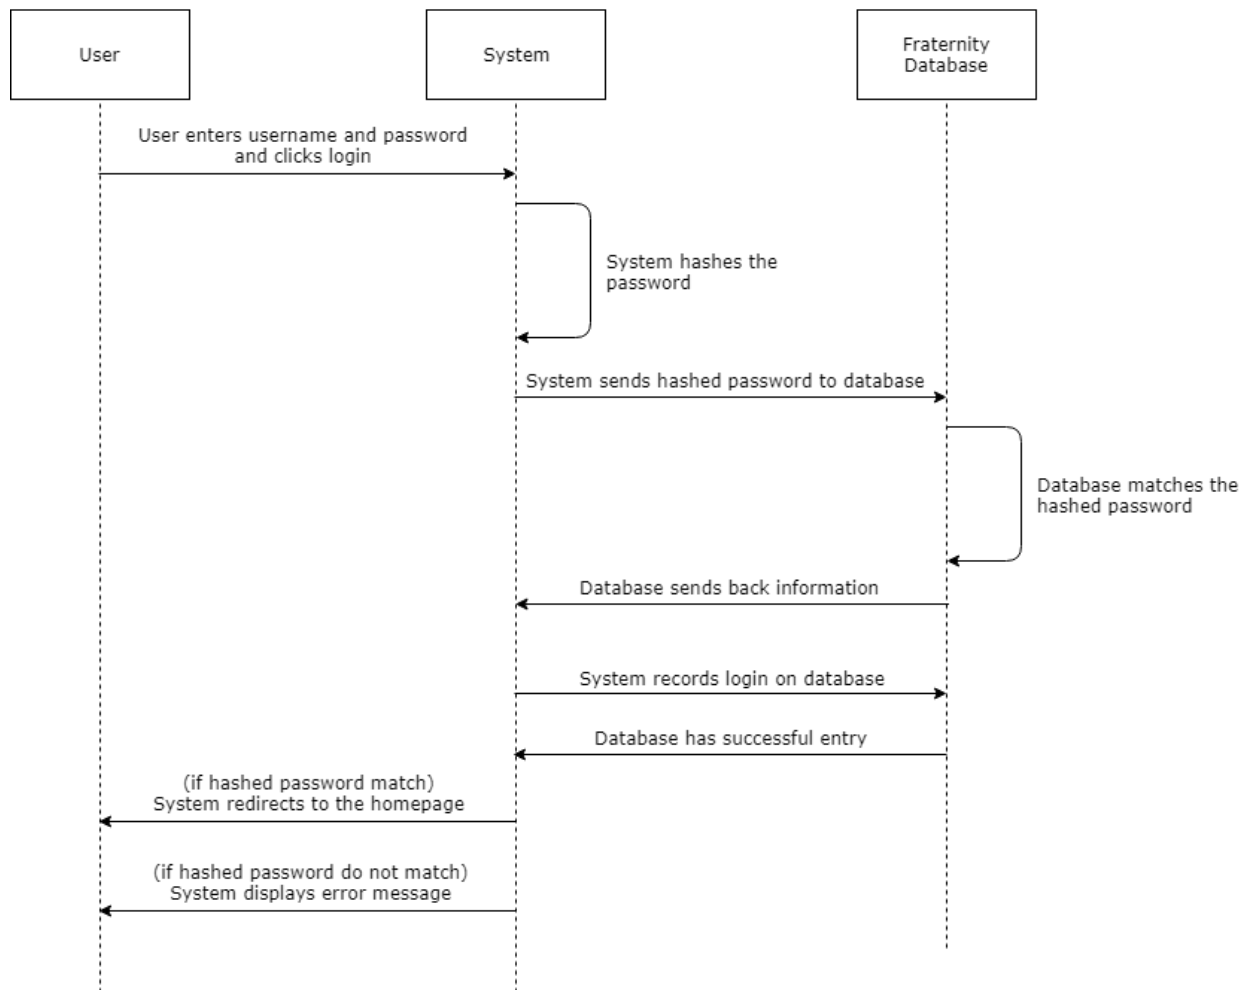 User
System
Fraternity
Database
User enters username and password
and clicks login
System hashes the
password
System sends hashed password to database
Database matches the
hashed password
Database sends back information
System records login on database
Database has successful entry
(if hashed password match)
System redirects to the homepage
(if hashed password do not match)
System displays error message